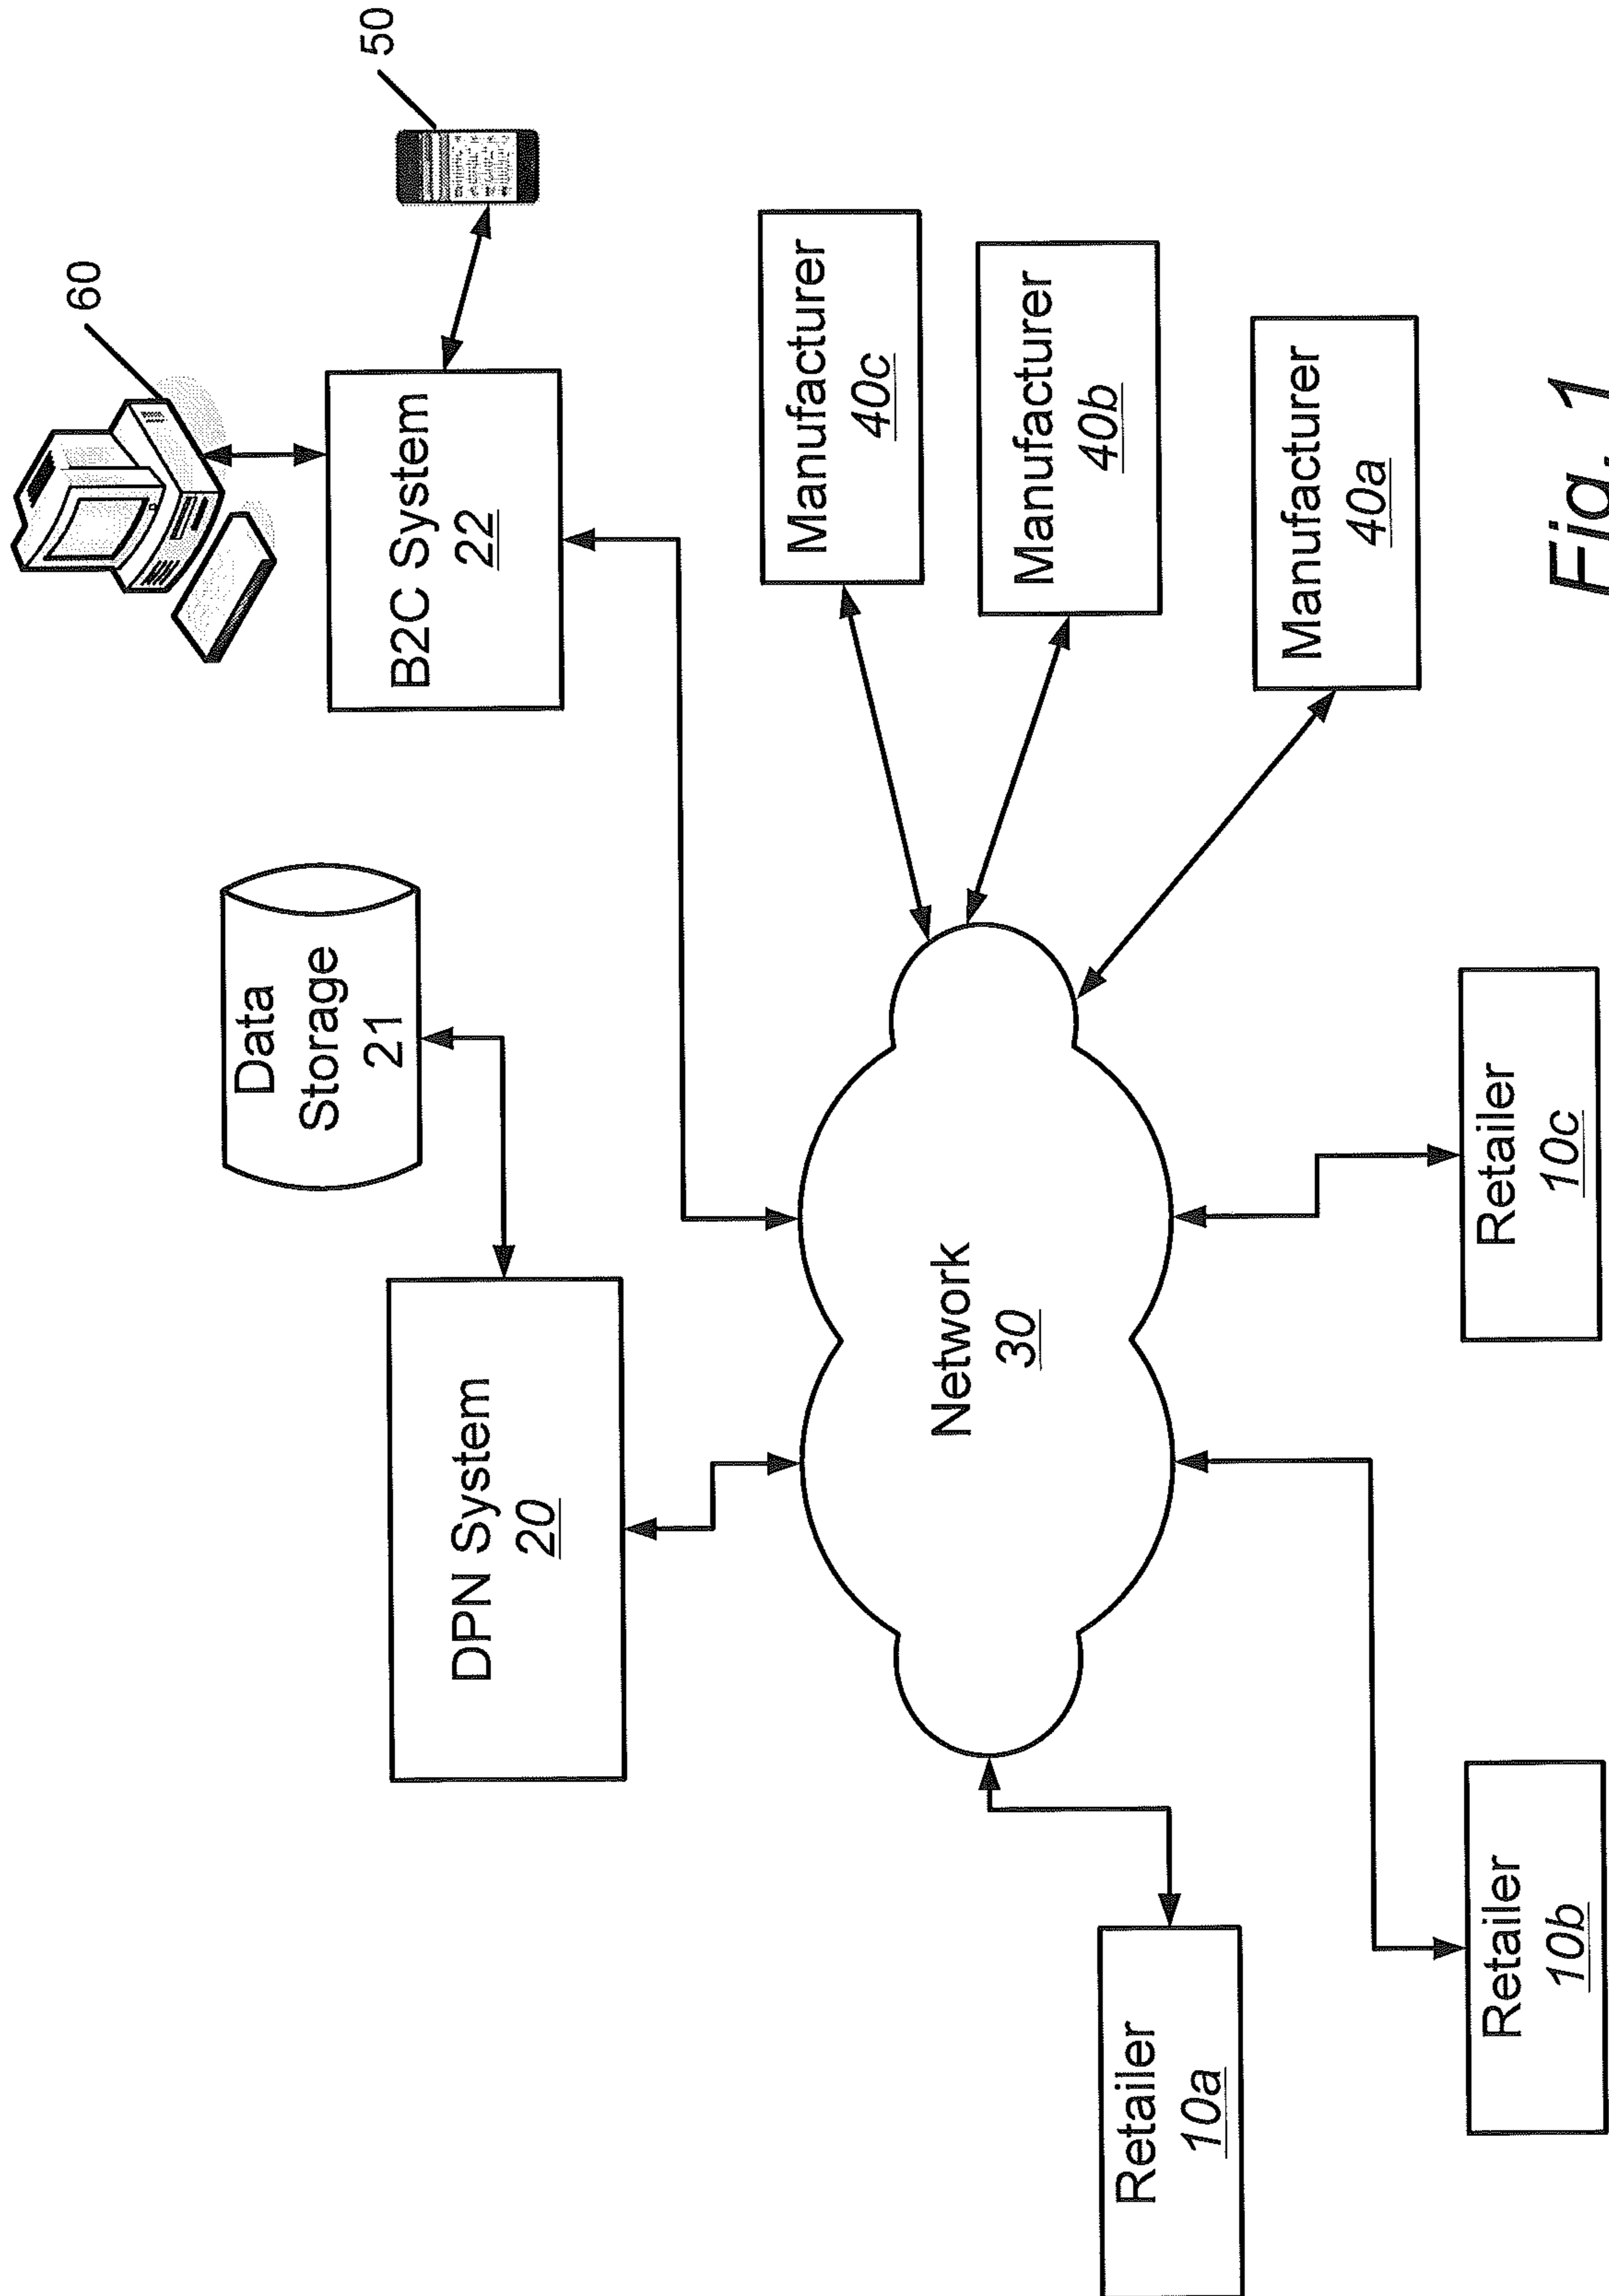 60
50
Data
Storage
21
B2C System
22
DPN System
20
Manufacturer
40c
Network
30
Manufacturer
40b
Retailer
10a
Manufacturer
40a
Retailer
10b
Retailer
10c
Fig. 1